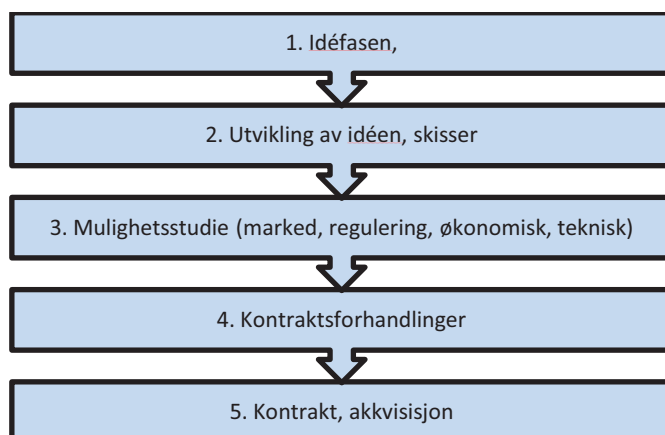 1. Idéfasen,
2. Utvikling av idéen, skisser
3. Mulighetsstudie (marked, regulering, økonomisk, teknisk)
4. Kontraktsforhandlinger
5. Kontrakt, akkvisisjon